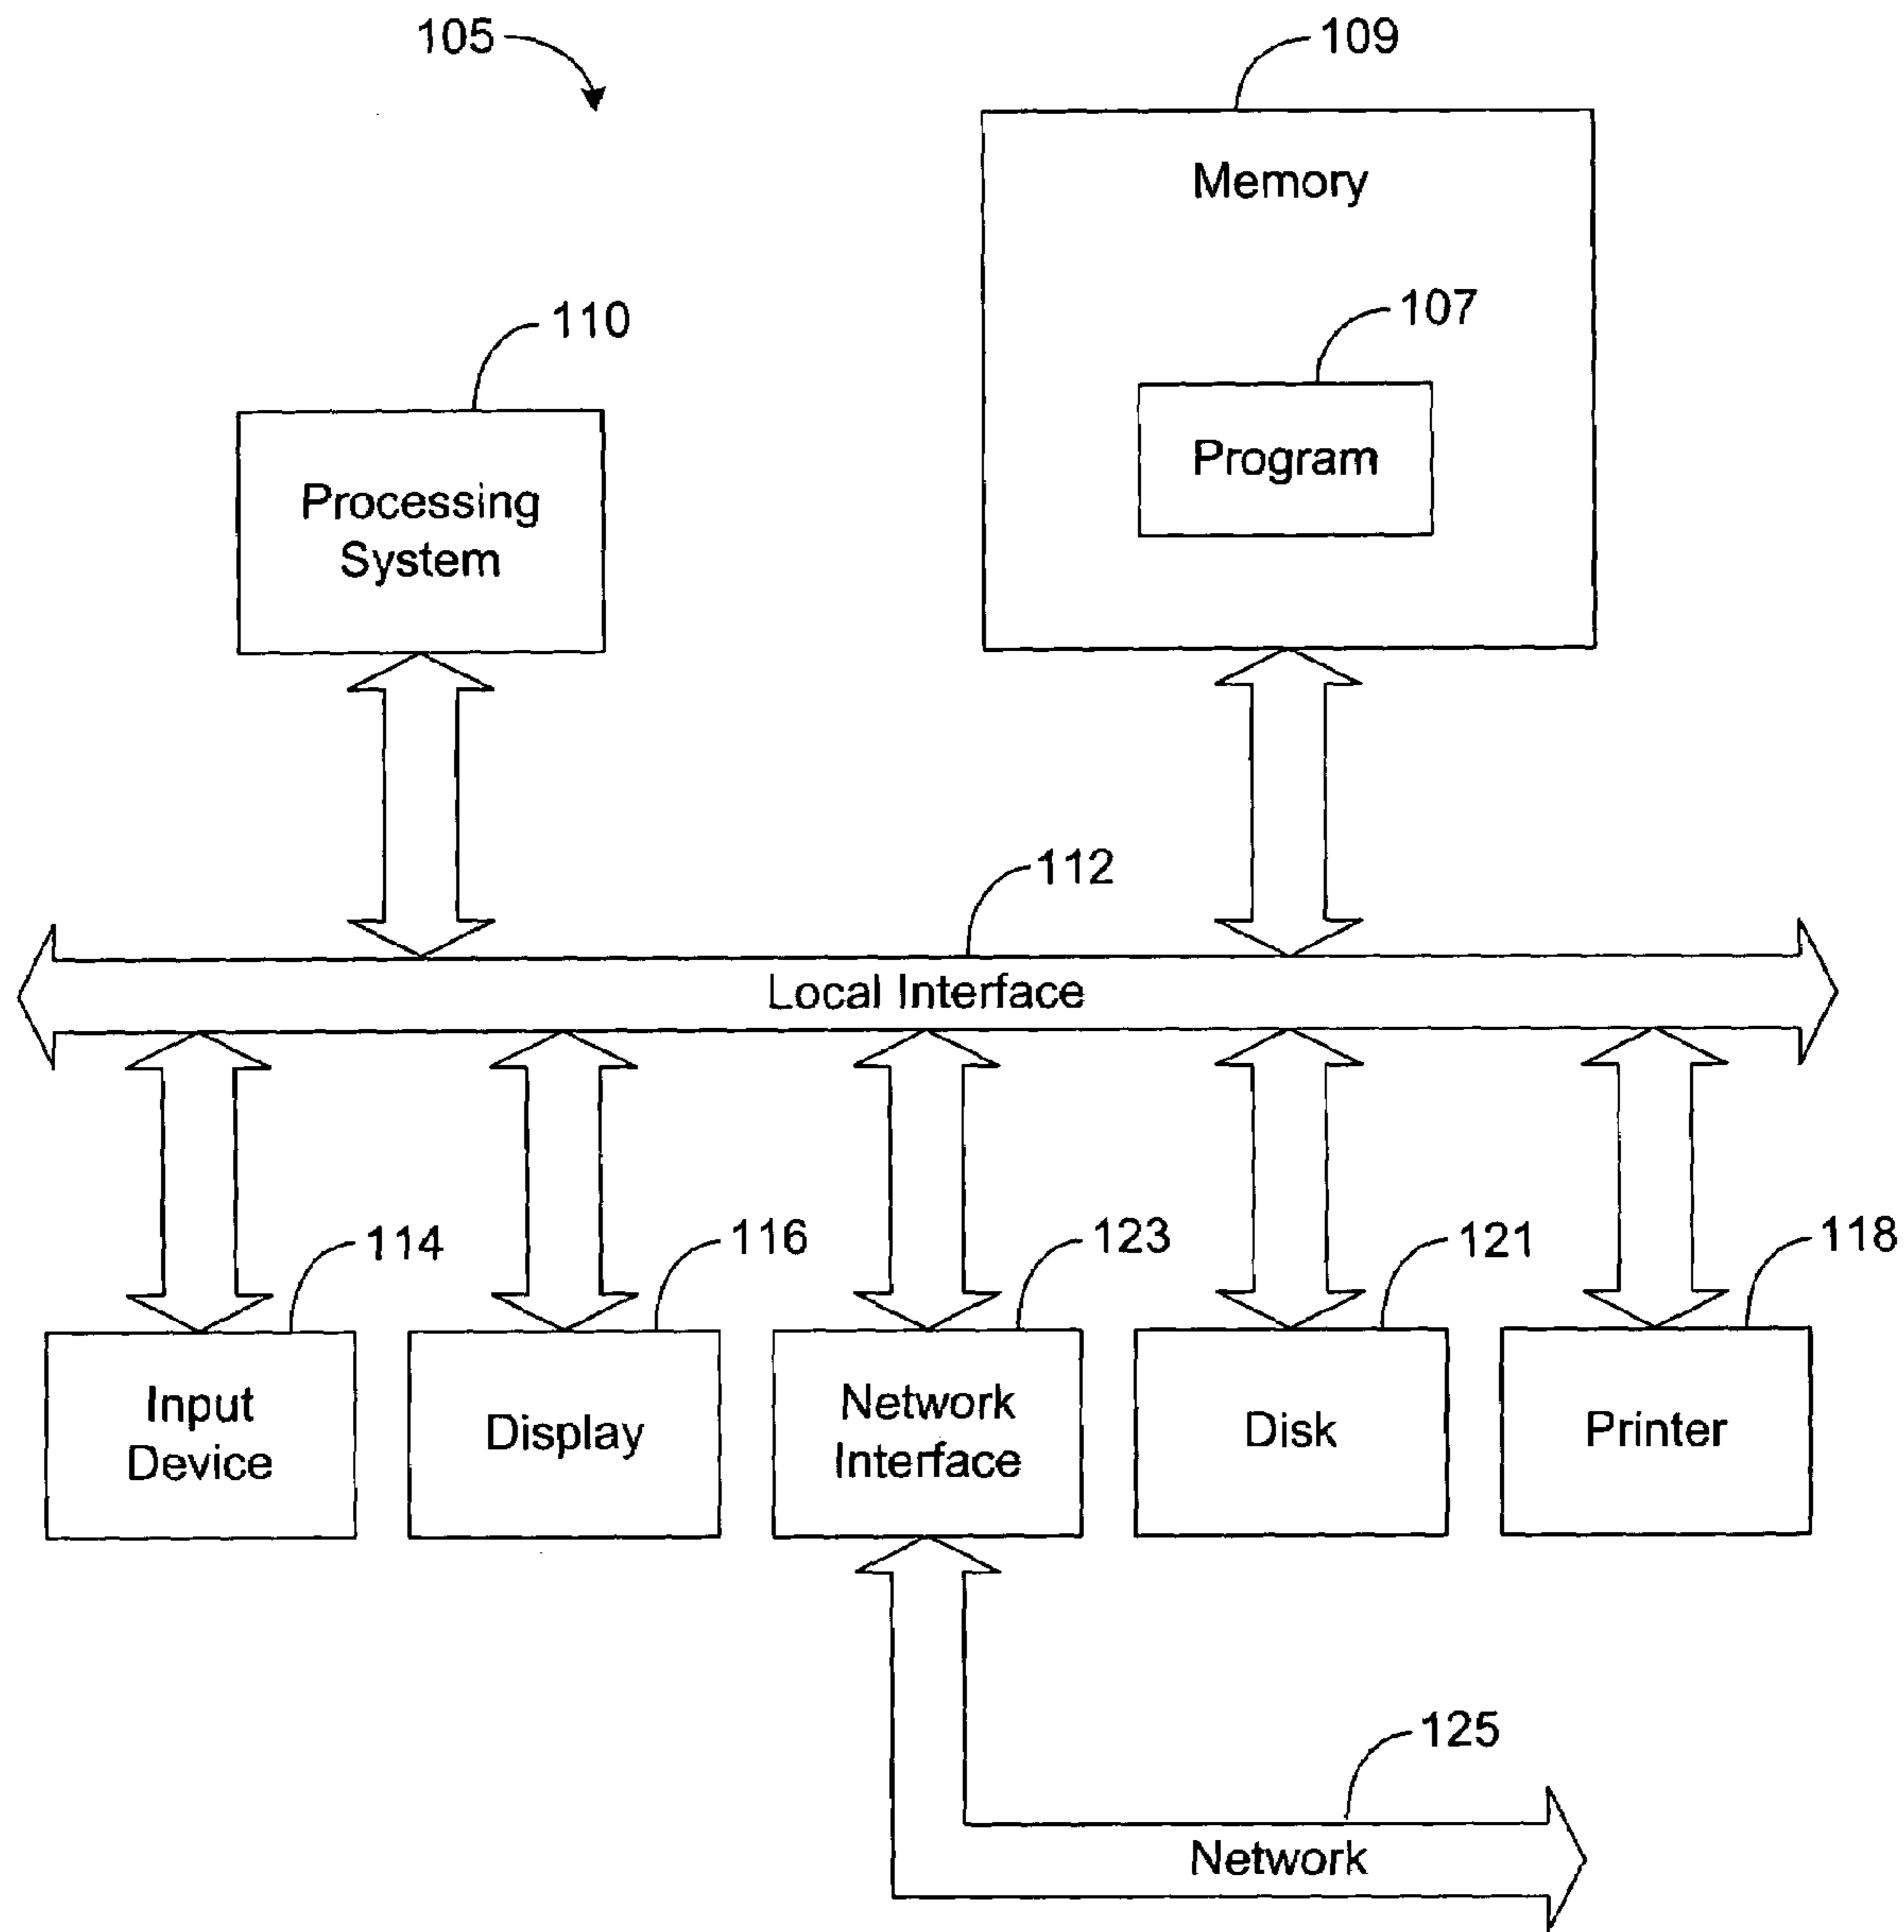 105
109
Memory
107
Program
110
Processing
System
112
Local Interface
114
116
123
121
118
Input
Device
Display
Network
Interface
Disk
Printer
125
Network